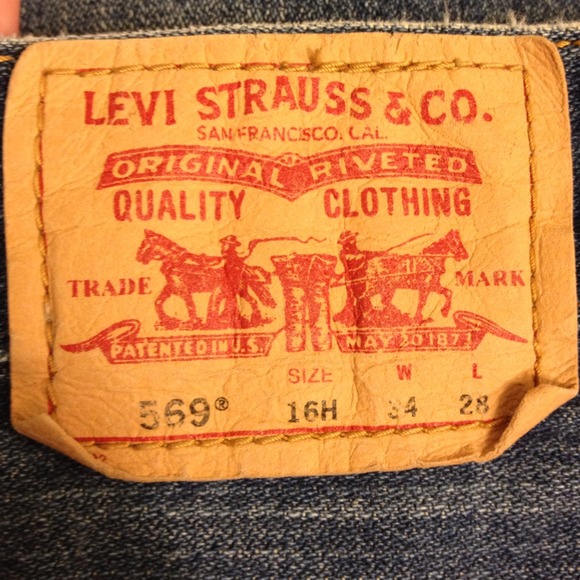 LEVI STRAUSS & CO.
SAN FRANCISCO, CAL.
ORIGINAL RIVETED
QUALITY CLOTHING
TRADE MARK
PATENTED IN U.S. MAY 20 1873
SIZE W L
569® 16H 34 28